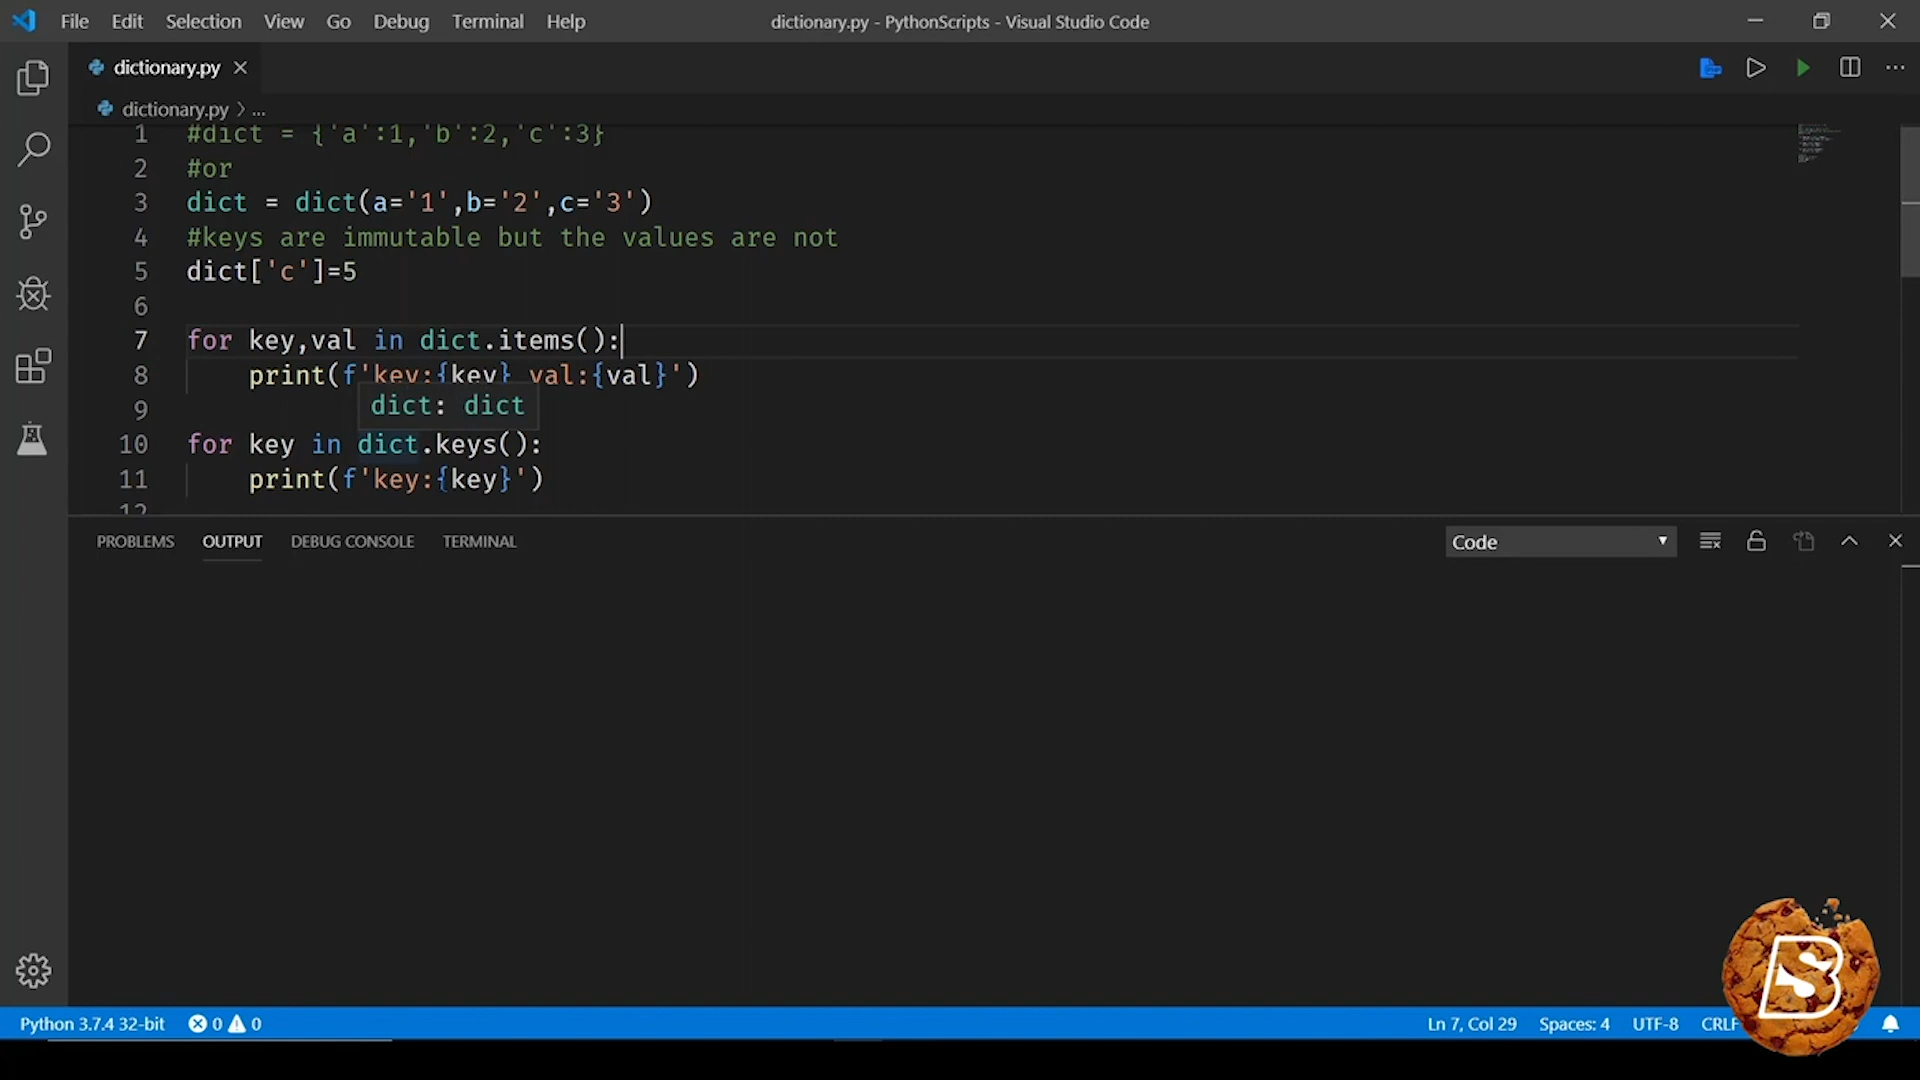 File Edit Selection View Go Debug Terminal Help
dictionary.py - PythonScripts - Visual Studio Code
dictionary.py
dictionary.py > ...
1 #dict = {'a':1,'b':2,'c':3}
2 #or
3 dict = dict(a='1',b='2',c='3')
4 #keys are immutable but the values are not
5 dict['c']=5
6
7 for key,val in dict.items():
8 print(f'key:{key} val:{val}')
dict: dict
9
10 for key in dict.keys():
11 print(f'key:{key}')
12
PROBLEMS OUTPUT DEBUG CONSOLE TERMINAL
Code
Python 3.7.4 32-bit 0 0
Ln 7, Col 29 Spaces: 4 UTF-8 CRLF